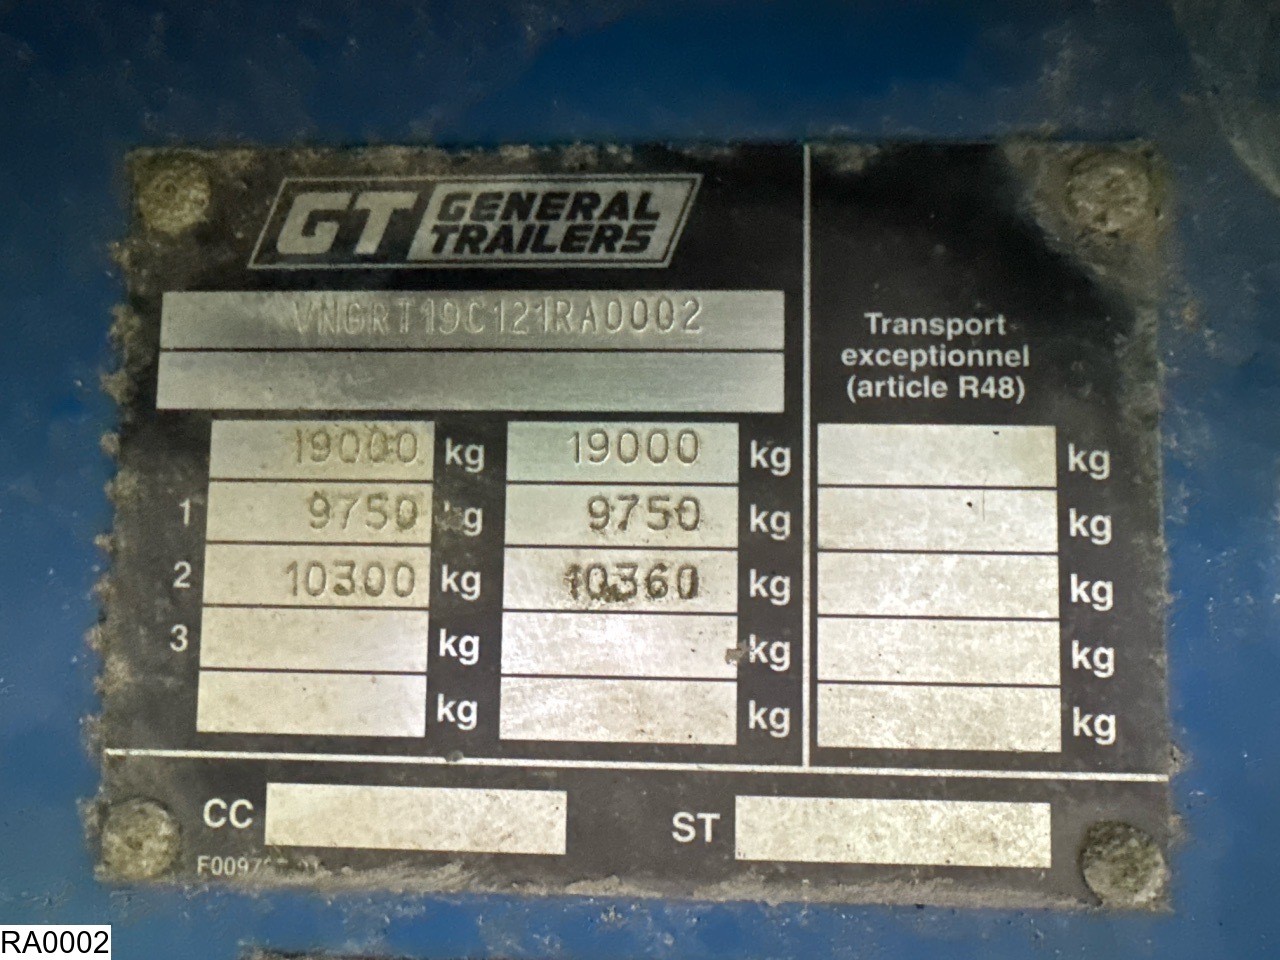 GT GENERAL TRAILERS
VNGRT19C121RA0002
Transport
exceptionnel
(article R48)
19000 kg 19000 kg kg
1 9750 kg 9750 kg kg
2 10300 kg 10360 kg kg
3 kg kg kg
kg kg kg
CC ST
RA0002